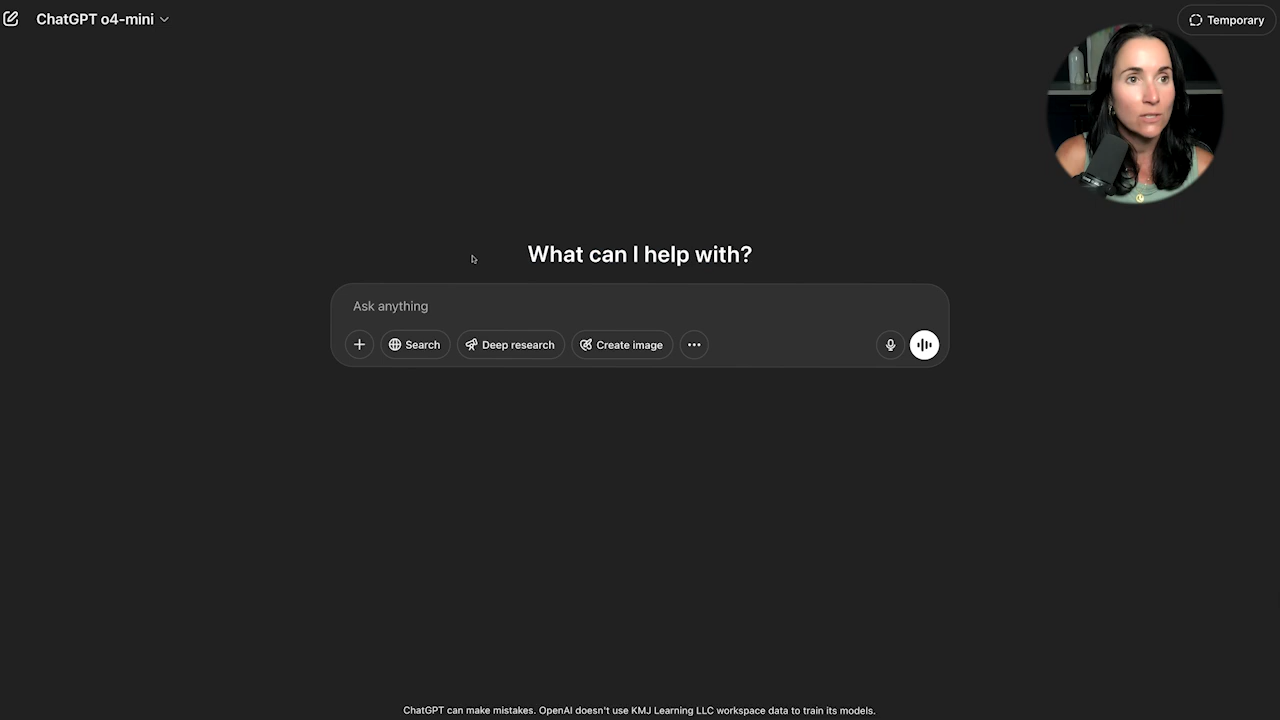 ChatGPT o4-mini
Temporary
What can I help with?
Ask anything
Search
Deep research
Create image
ChatGPT can make mistakes. OpenAI doesn't use KMJ Learning LLC workspace data to train its models.